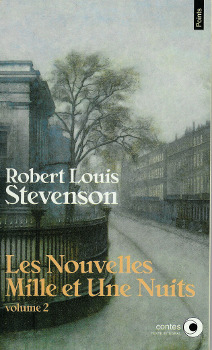 Points
Robert Louis
Stevenson
Les Nouvelles
Mille et Une Nuits
volume 2
contes